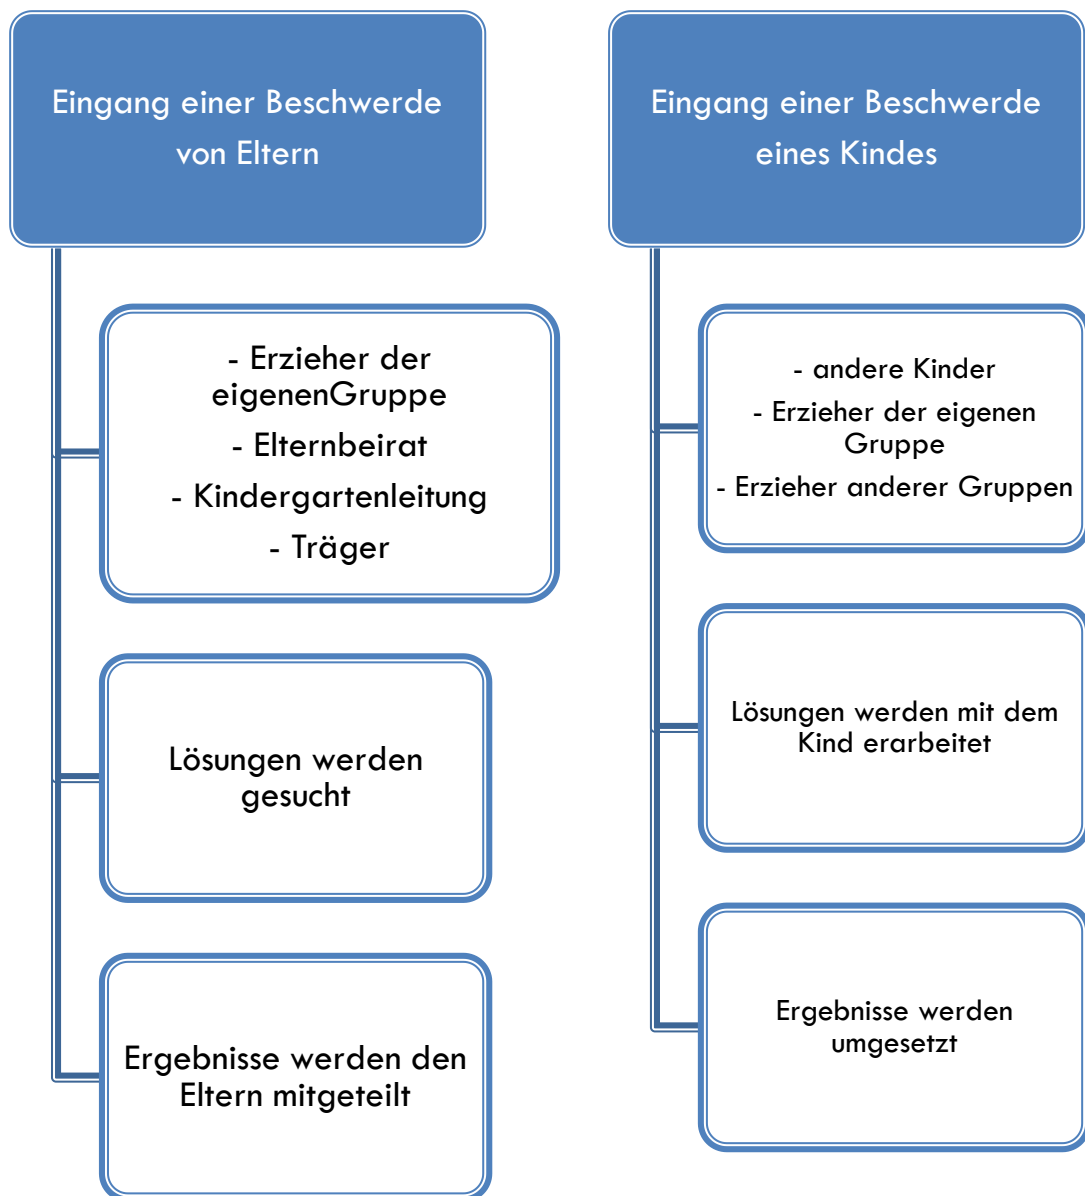 Eingang einer Beschwerde
von Eltern
- Erzieher der
eigenenGruppe
- Elternbeirat
- Kindergartenleitung
- Träger
Lösungen werden
gesucht
Ergebnisse werden den
Eltern mitgeteilt
Eingang einer Beschwerde
eines Kindes
- andere Kinder
- Erzieher der eigenen
Gruppe
- Erzieher anderer Gruppen
Lösungen werden mit dem
Kind erarbeitet
Ergebnisse werden
umgesetzt